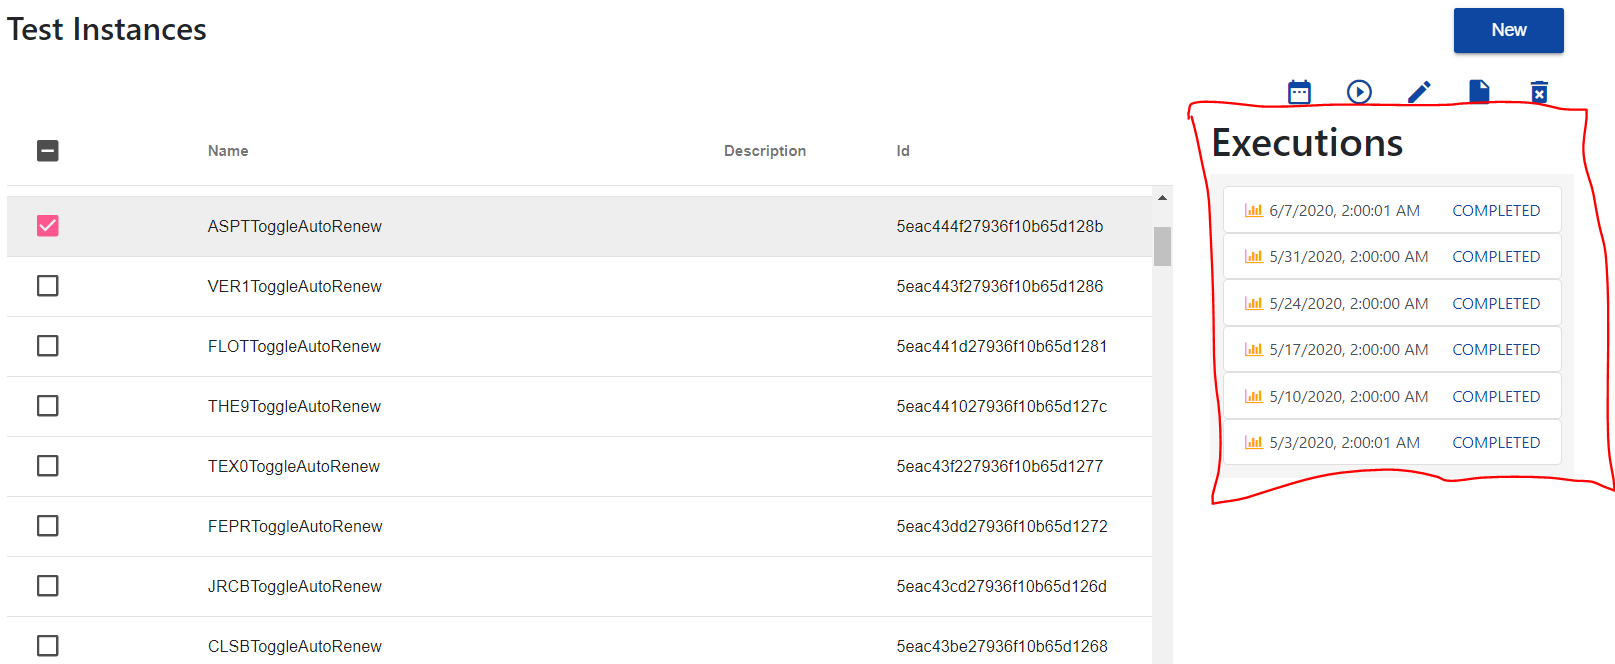 Test Instances
New
Name Description Id
ASPTToggleAutoRenew 5eac444f27936f10b65d128b
VER1ToggleAutoRenew 5eac443f27936f10b65d1286
FLOTToggleAutoRenew 5eac441d27936f10b65d1281
THE9ToggleAutoRenew 5eac441027936f10b65d127c
TEX0ToggleAutoRenew 5eac43f227936f10b65d1277
FEPRToggleAutoRenew 5eac43dd27936f10b65d1272
JRCBToggleAutoRenew 5eac43cd27936f10b65d126d
CLSBToggleAutoRenew 5eac43be27936f10b65d1268
Executions
6/7/2020, 2:00:01 AM COMPLETED
5/31/2020, 2:00:00 AM COMPLETED
5/24/2020, 2:00:00 AM COMPLETED
5/17/2020, 2:00:00 AM COMPLETED
5/10/2020, 2:00:00 AM COMPLETED
5/3/2020, 2:00:01 AM COMPLETED